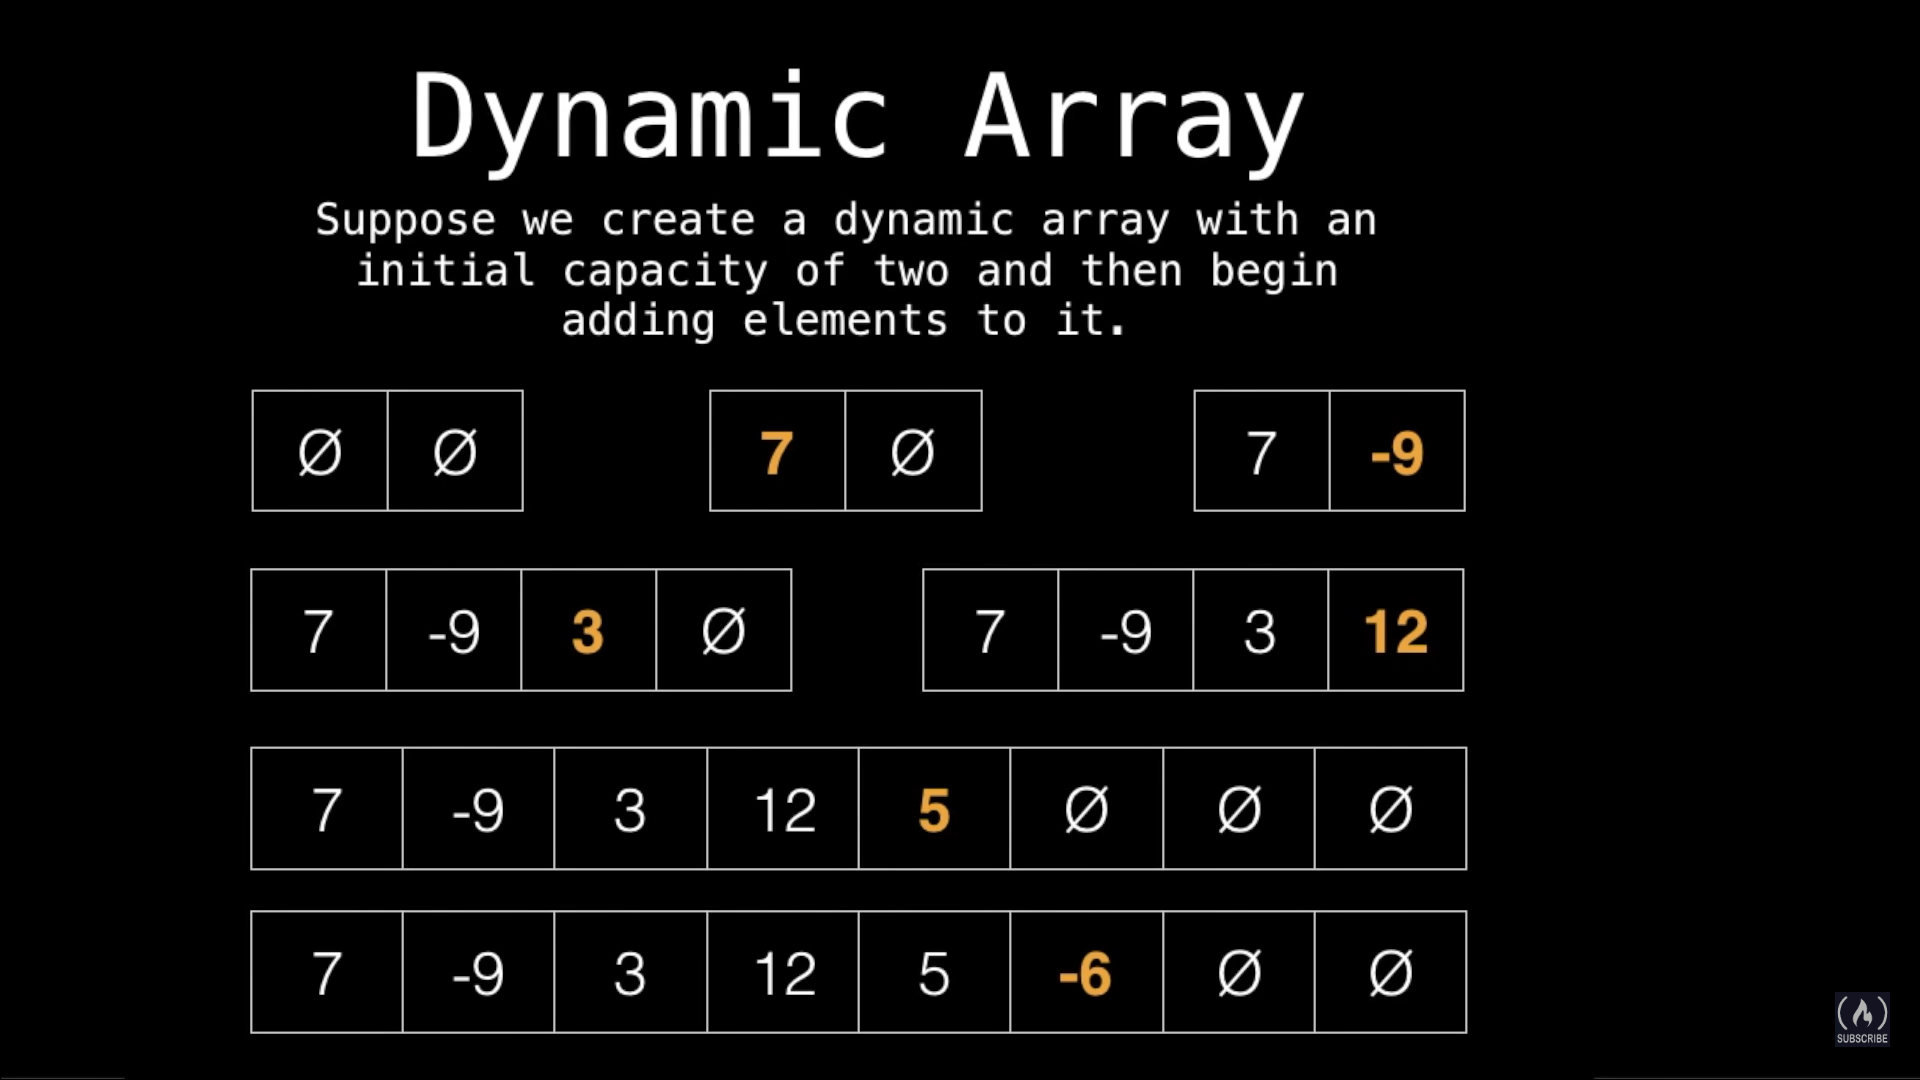 Dynamic Array
Suppose we create a dynamic array with an
initial capacity of two and then begin
adding elements to it.
Ø Ø 7 Ø 7 -9
7 -9 3 Ø 7 -9 3 12
7 -9 3 12 5 Ø Ø Ø
7 -9 3 12 5 -6 Ø Ø
SUBSCRIBE